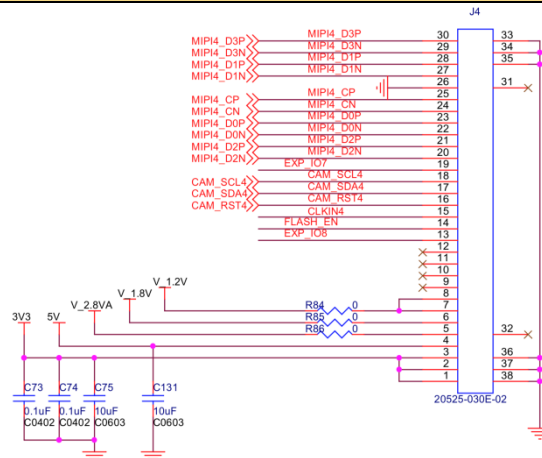 J4
MIPI4_D3P MIPI4_D3P 30 33
MIPI4_D3N MIPI4_D3N 29 34
MIPI4_D1P MIPI4_D1P 28 35
MIPI4_D1N MIPI4_D1N 27
26 31
MIPI4_CP MIPI4_CP 25
MIPI4_CN MIPI4_CN 24
MIPI4_D0P MIPI4_D0P 23
MIPI4_D0N MIPI4_D0N 22
MIPI4_D2P MIPI4_D2P 21
MIPI4_D2N MIPI4_D2N 20
EXP_IO7 19
CAM_SCL4 CAM_SCL4 18
CAM_SDA4 CAM_SDA4 17
CAM_RST4 CAM_RST4 16
CLKIN4 15
FLASH_EN 14
EXP_IO8 13
12
11
10
9
V_1.2V 8
V_1.8V R84 0 7
V_2.8VA R85 0 6
3V3 5V R86 0 5 32
4
3 36
2 37
1 38
20525-030E-02
C73 C74 C75 C131
0.1uF 0.1uF 10uF 10uF
C0402 C0402 C0603 C0603